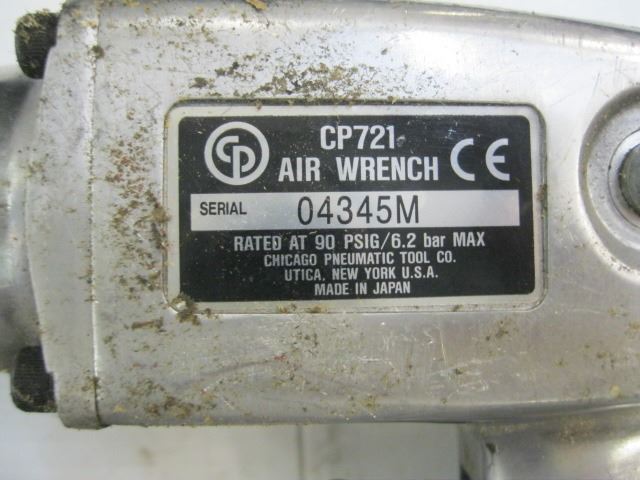 CP CP721
AIR WRENCH CE
SERIAL 04345M
RATED AT 90 PSIG/6.2 bar MAX
CHICAGO PNEUMATIC TOOL CO.
UTICA, NEW YORK U.S.A.
MADE IN JAPAN